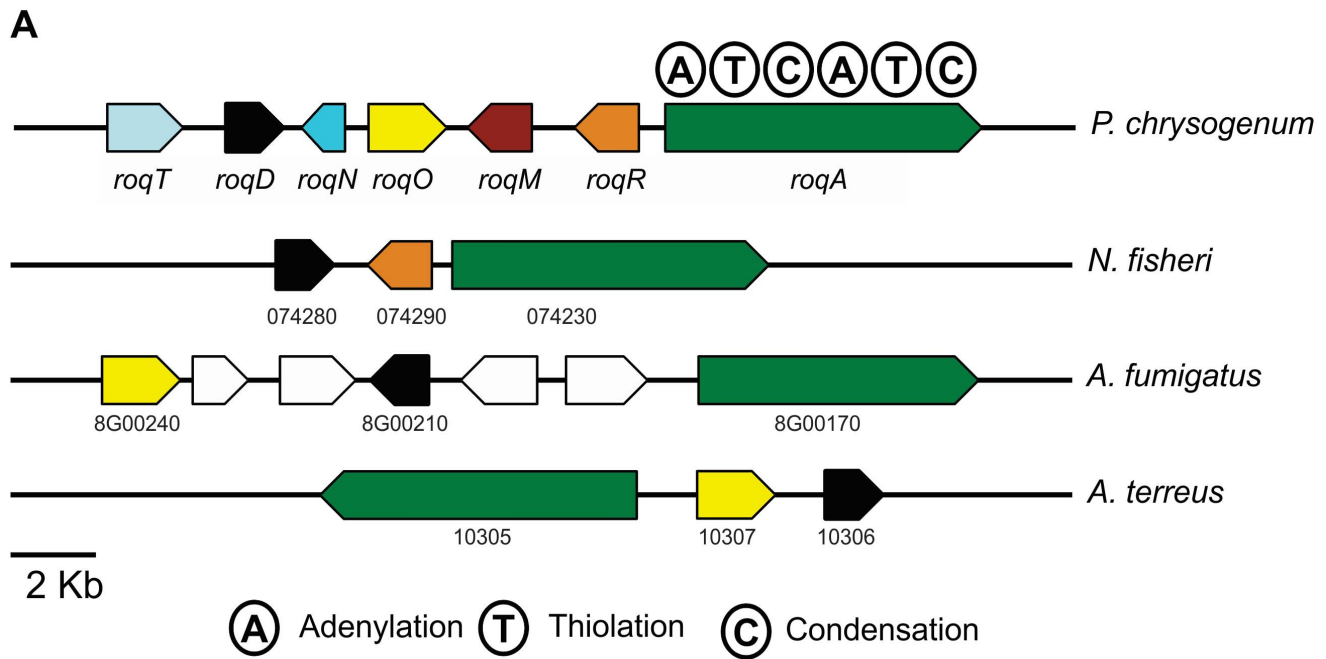 A
A T C A T C
P. chrysogenum
roqT roqD roqN roqO roqM roqR roqA
N. fisheri
074280 074290 074230
A. fumigatus
8G00240 8G00210 8G00170
A. terreus
10305 10307 10306
2 Kb
A Adenylation T Thiolation C Condensation